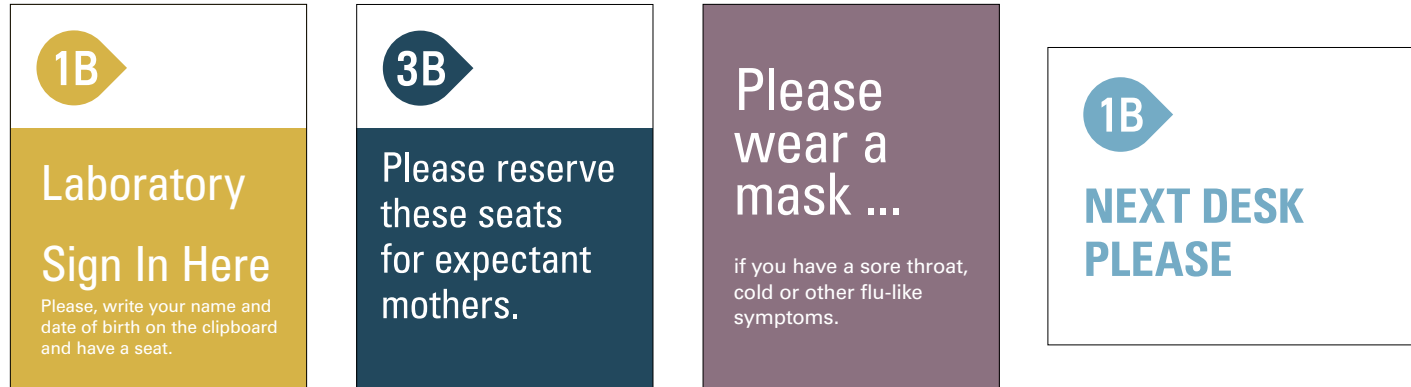 1B
Laboratory
Sign In Here
Please, write your name and
date of birth on the clipboard
and have a seat.
3B
Please reserve
these seats
for expectant
mothers.
Please
wear a
mask ...
if you have a sore throat,
cold or other flu-like
symptoms.
1B
NEXT DESK
PLEASE